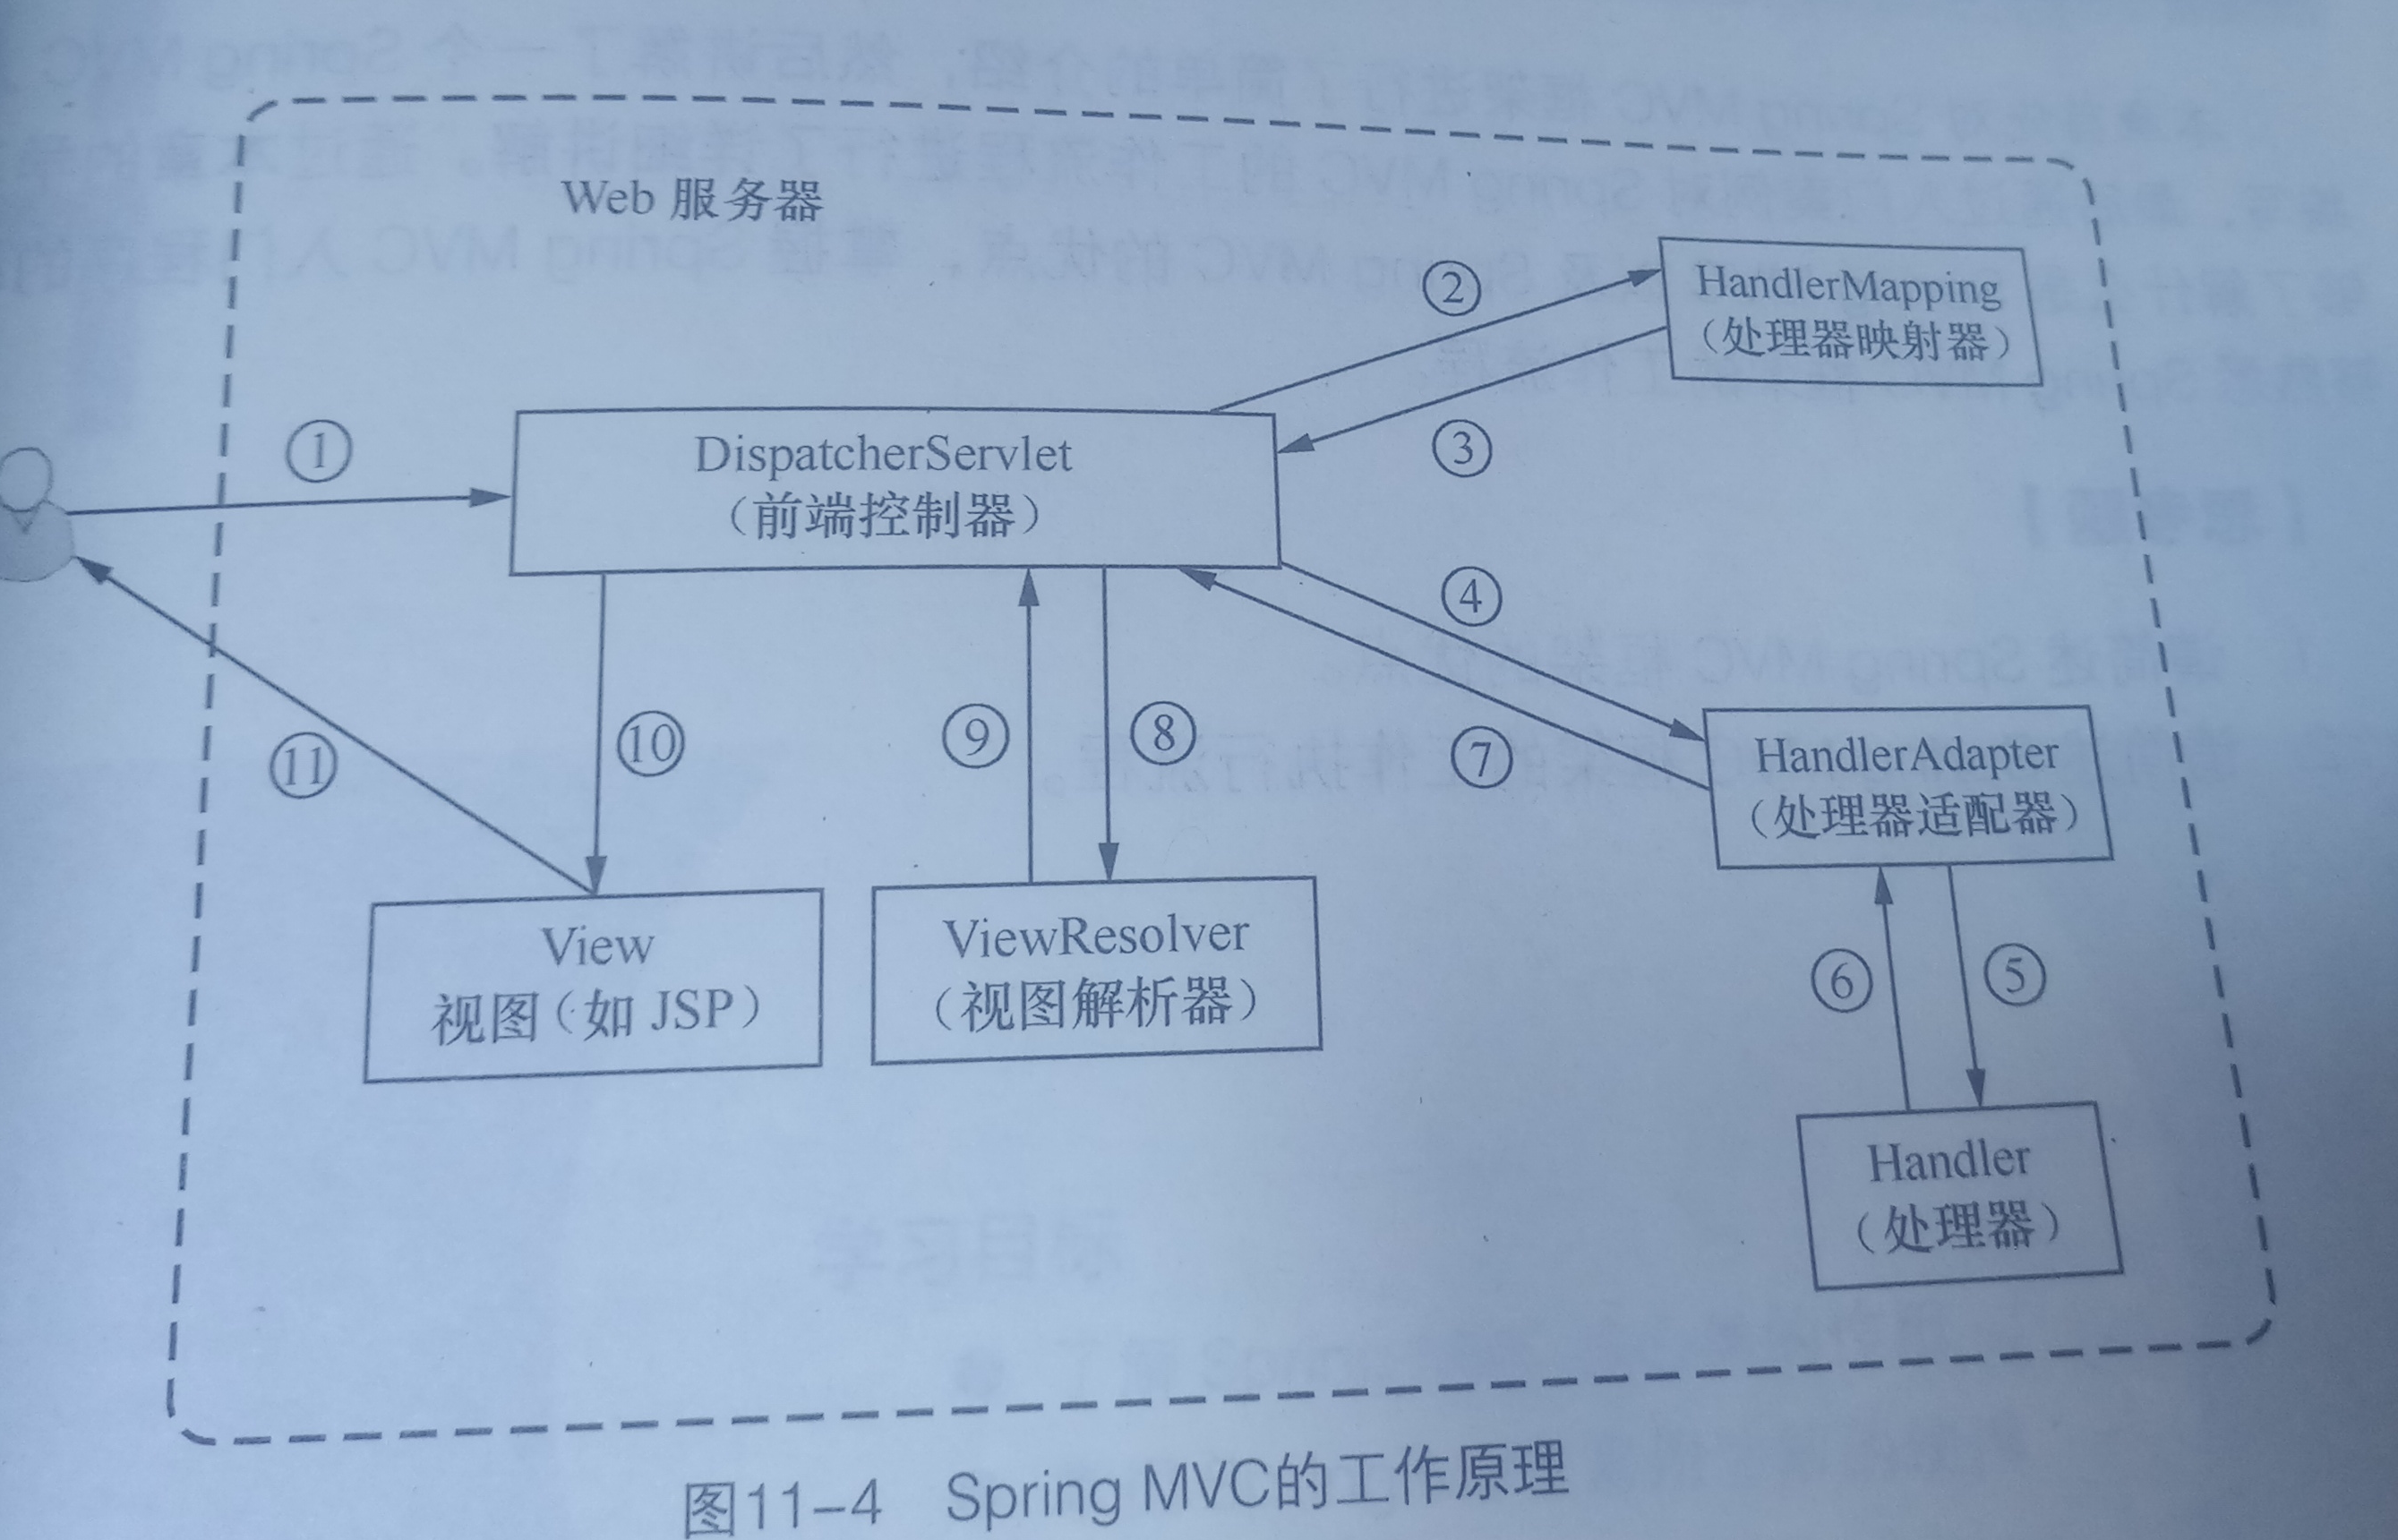 Web 服务器
①
②
HandlerMapping
（处理器映射器）
③
DispatcherServlet
（前端控制器）
④
⑦
HandlerAdapter
（处理器适配器）
⑥
⑤
Handler
（处理器）
⑧
⑨
ViewResolver
（视图解析器）
⑩
View
视图（如 JSP）
⑪
图11-4 Spring MVC的工作原理